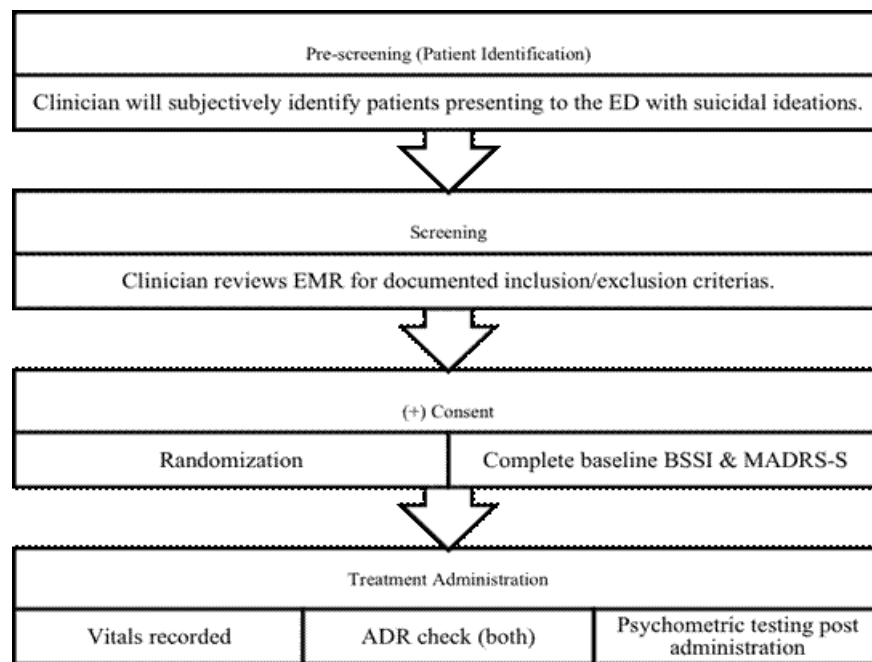 Pre-screening (Patient Identification)
Clinician will subjectively identify patients presenting to the ED with suicidal ideations.
Screening
Clinician reviews EMR for documented inclusion/exclusion criterias.
(+) Consent
Randomization
Complete baseline BSSI & MADRS-S
Treatment Administration
Vitals recorded
ADR check (both)
Psychometric testing post
administration